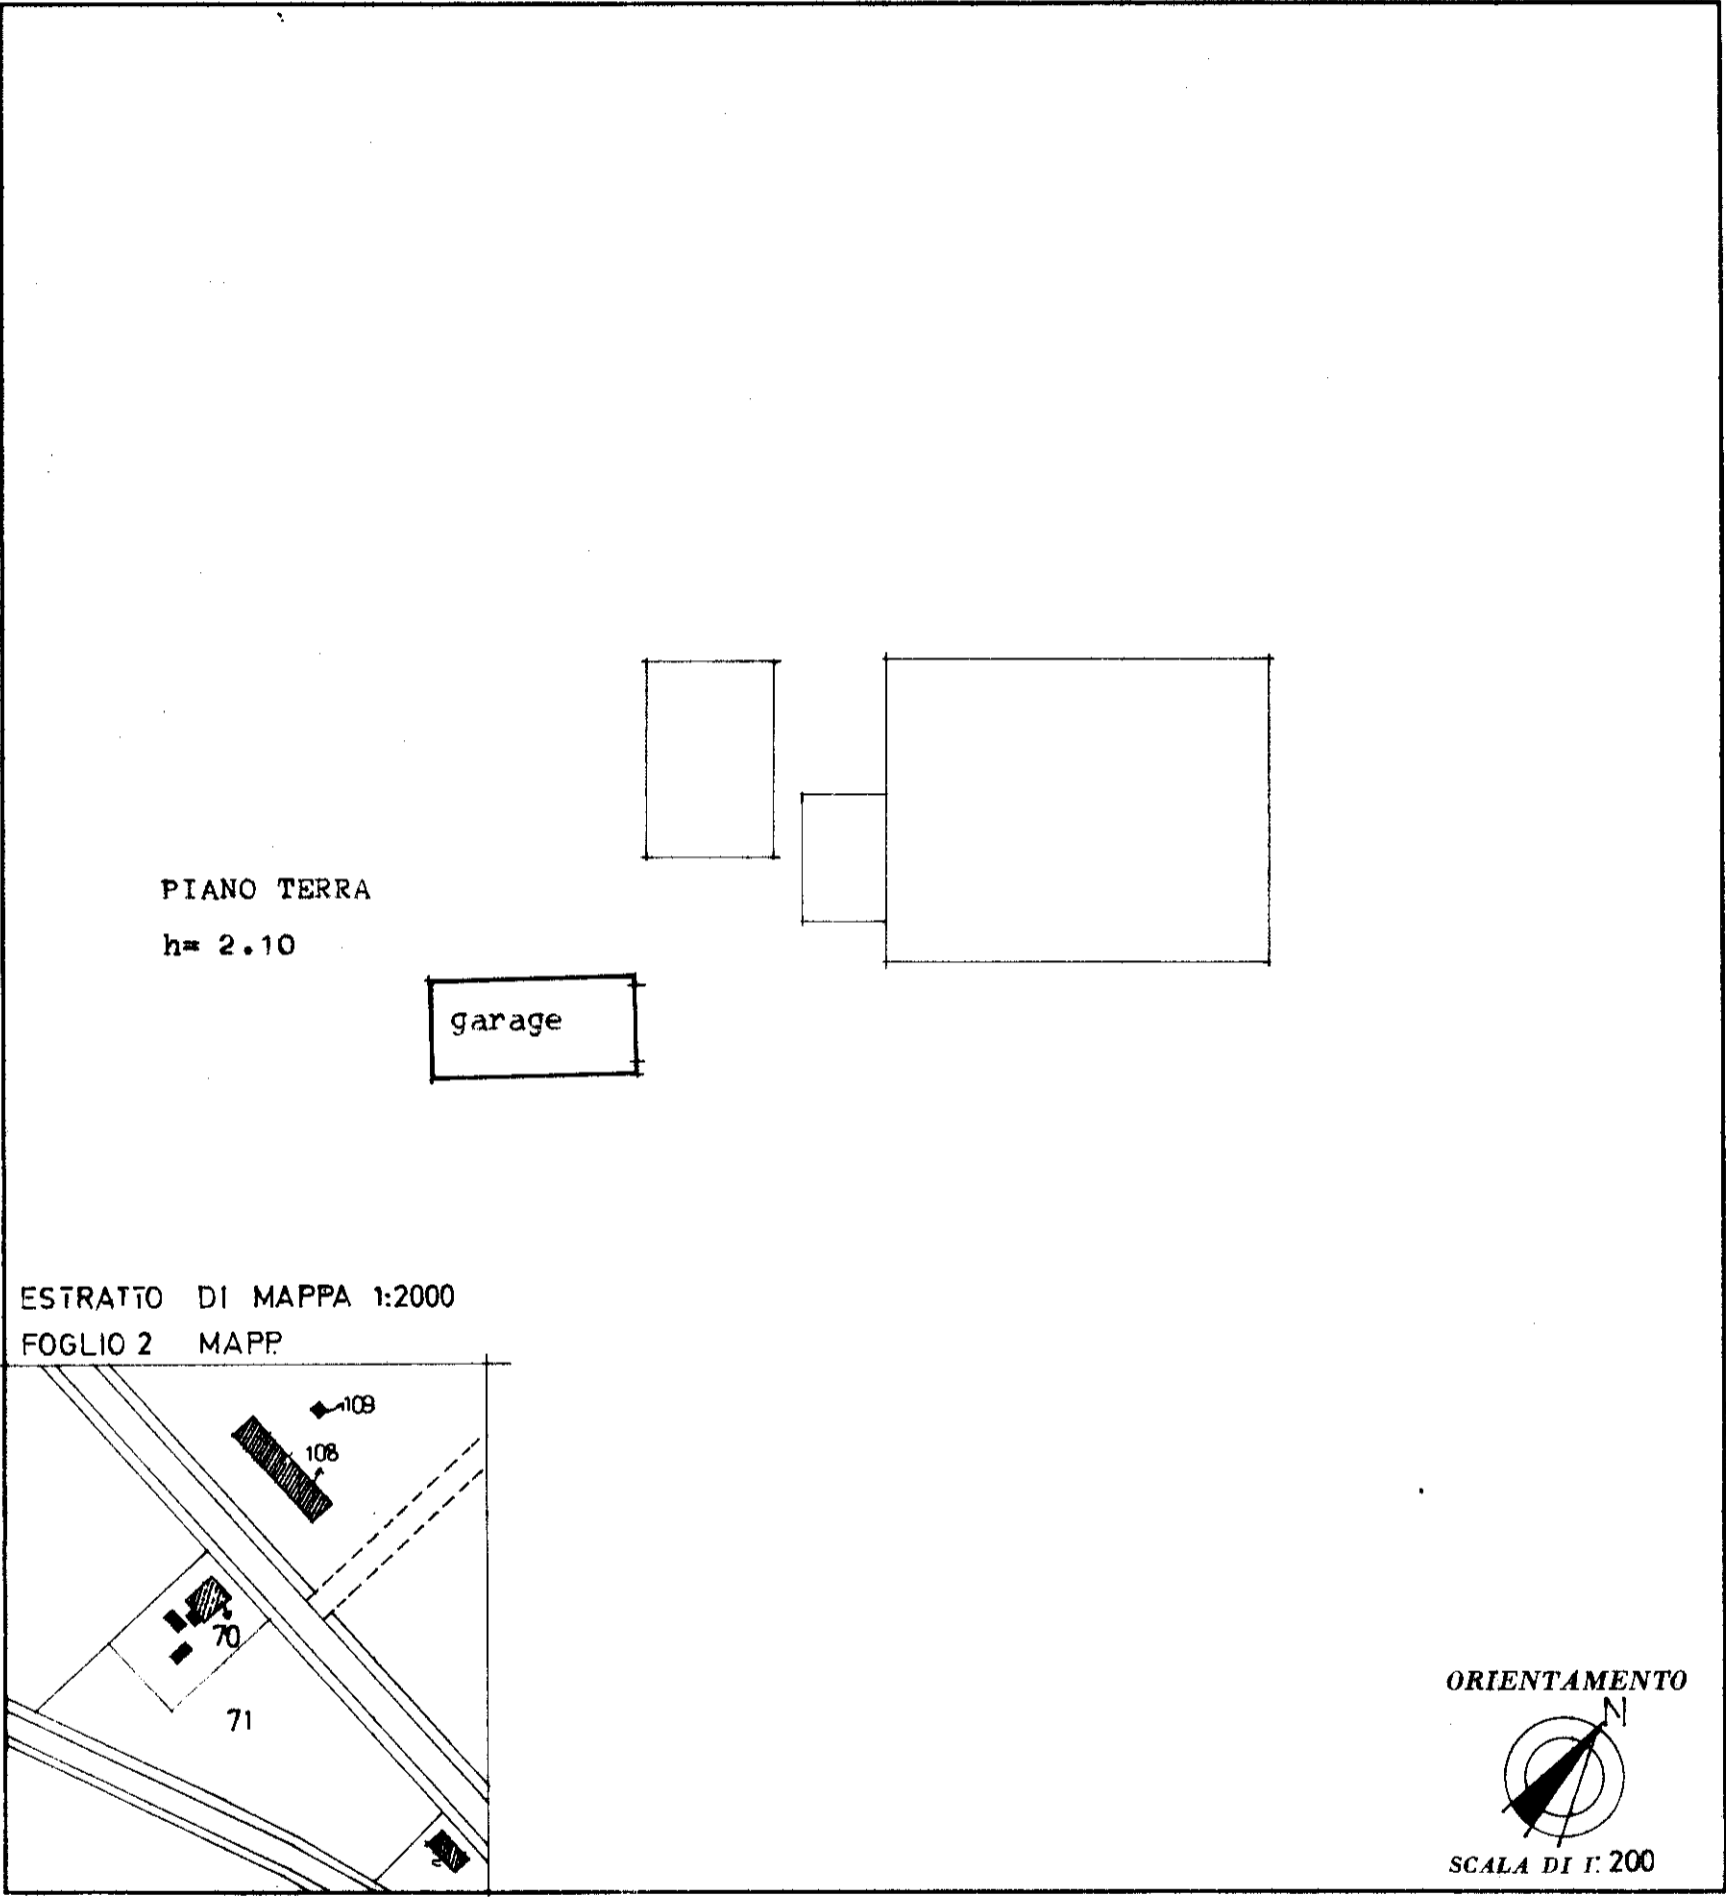 PIANO TERRA
h= 2.10
garage
ESTRATTO DI MAPPA 1:2000
FOGLIO 2 MAPP.
109
108
70
71
2
ORIENTAMENTO
N
SCALA DI 1: 200